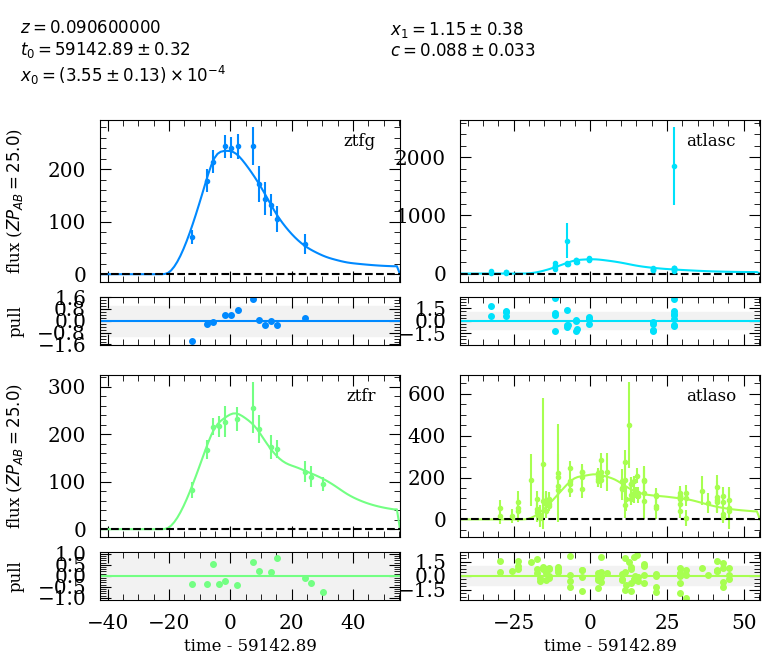 z = 0.090600000
t0 = 59142.89 ± 0.32
x0 = (3.55 ± 0.13) × 10^−4
x1 = 1.15 ± 0.38
c = 0.088 ± 0.033
ztfg
flux (ZP_AB = 25.0)
200
100
0
atlasc
2000
1000
0
pull
1.6
0.8
0.0
−0.8
−1.6
1.5
0.0
−1.5
ztfr
flux (ZP_AB = 25.0)
300
200
100
0
atlaso
600
400
200
0
pull
1.0
0.5
0.0
−0.5
−1.0
1.5
0.0
−1.5
−40 −20 0 20 40
time - 59142.89
−25 0 25 50
time - 59142.89